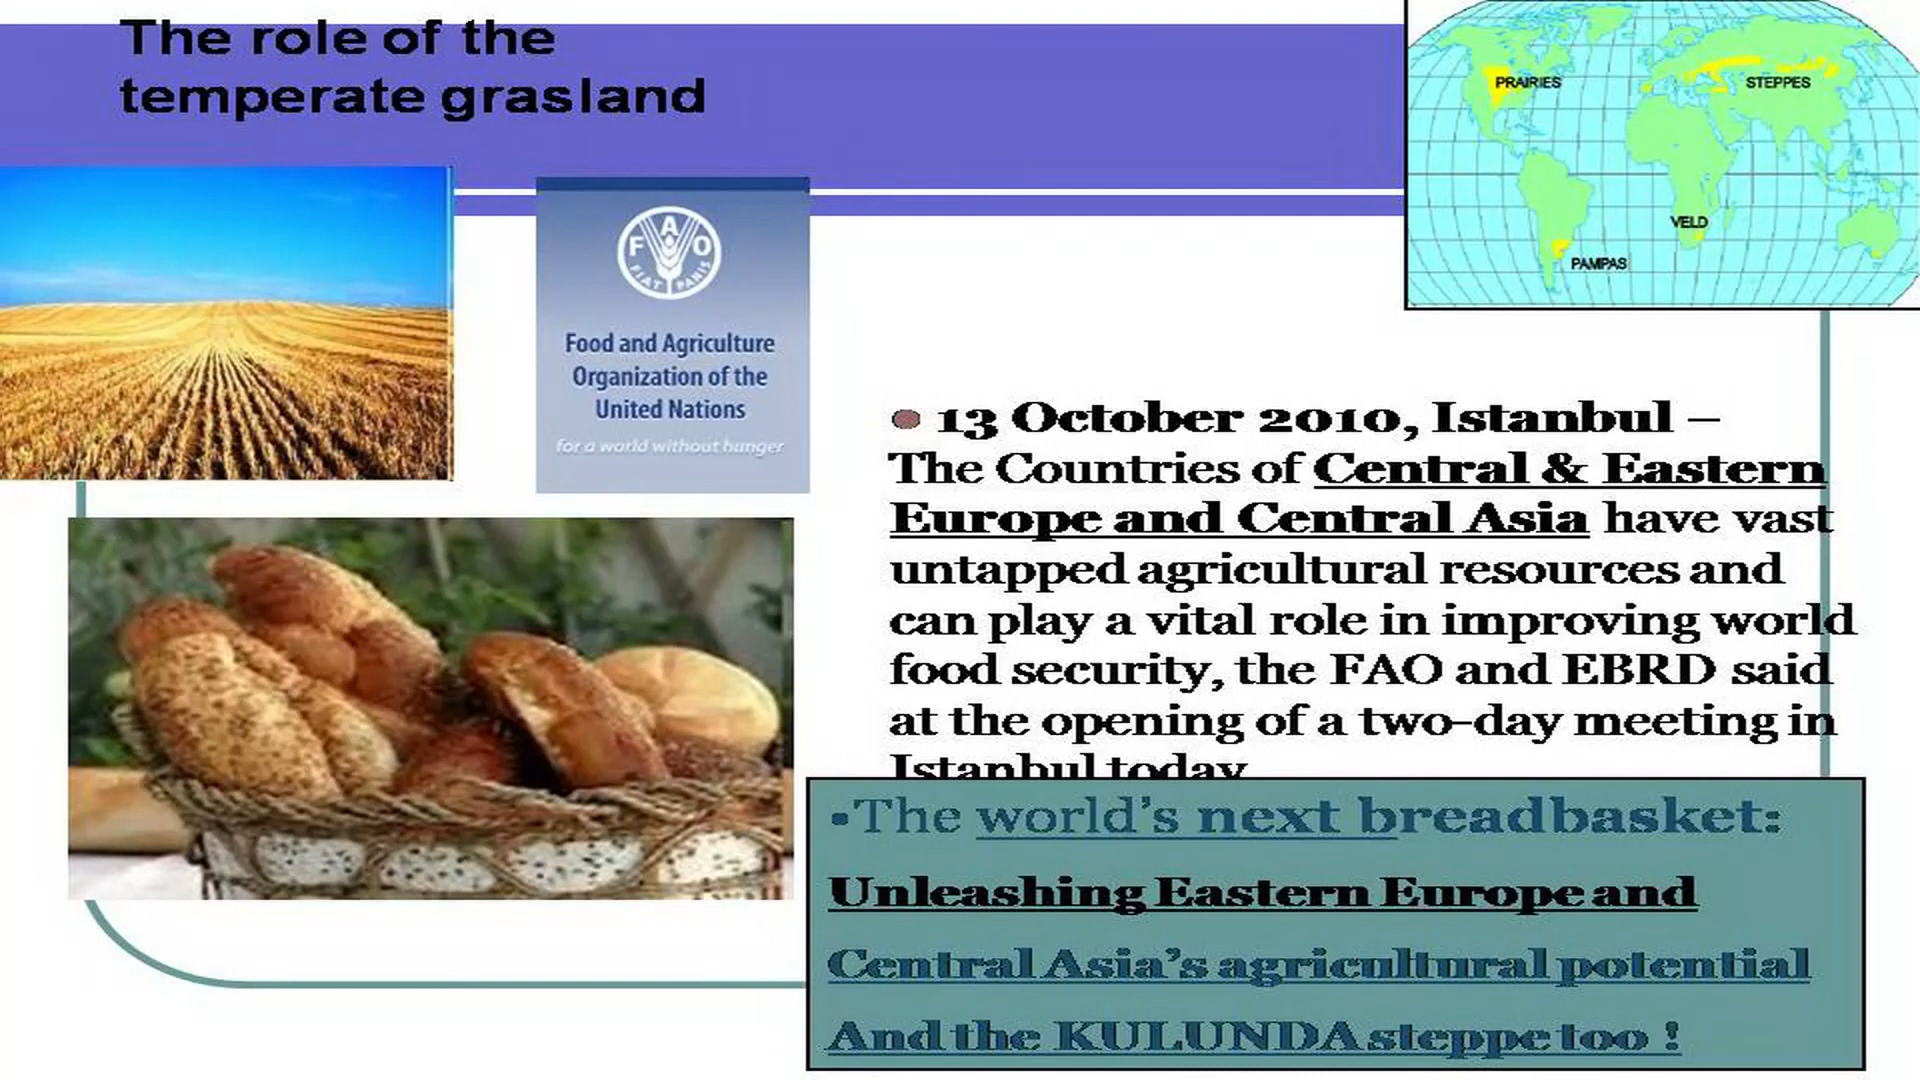 The role of the
temperate grasland
PRAIRIES
STEPPES
VELD
PAMPAS
F A O
FIAT PANIS
Food and Agriculture
Organization of the
United Nations
for a world without hunger
● 13 October 2010, Istanbul –
The Countries of Central & Eastern
Europe and Central Asia have vast
untapped agricultural resources and
can play a vital role in improving world
food security, the FAO and EBRD said
at the opening of a two-day meeting in
Istanbul today
▪The world's next breadbasket:
Unleashing Eastern Europe and
Central Asia's agricultural potential
And the KULUNDA steppe too !